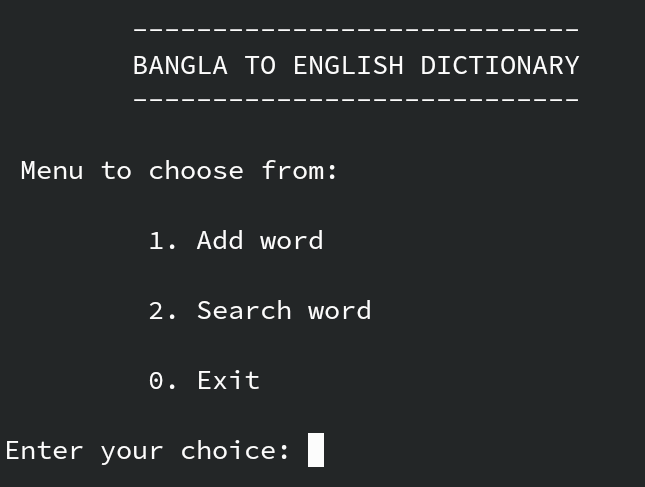 ----------------------------
BANGLA TO ENGLISH DICTIONARY
----------------------------
Menu to choose from:
1. Add word
2. Search word
0. Exit
Enter your choice: